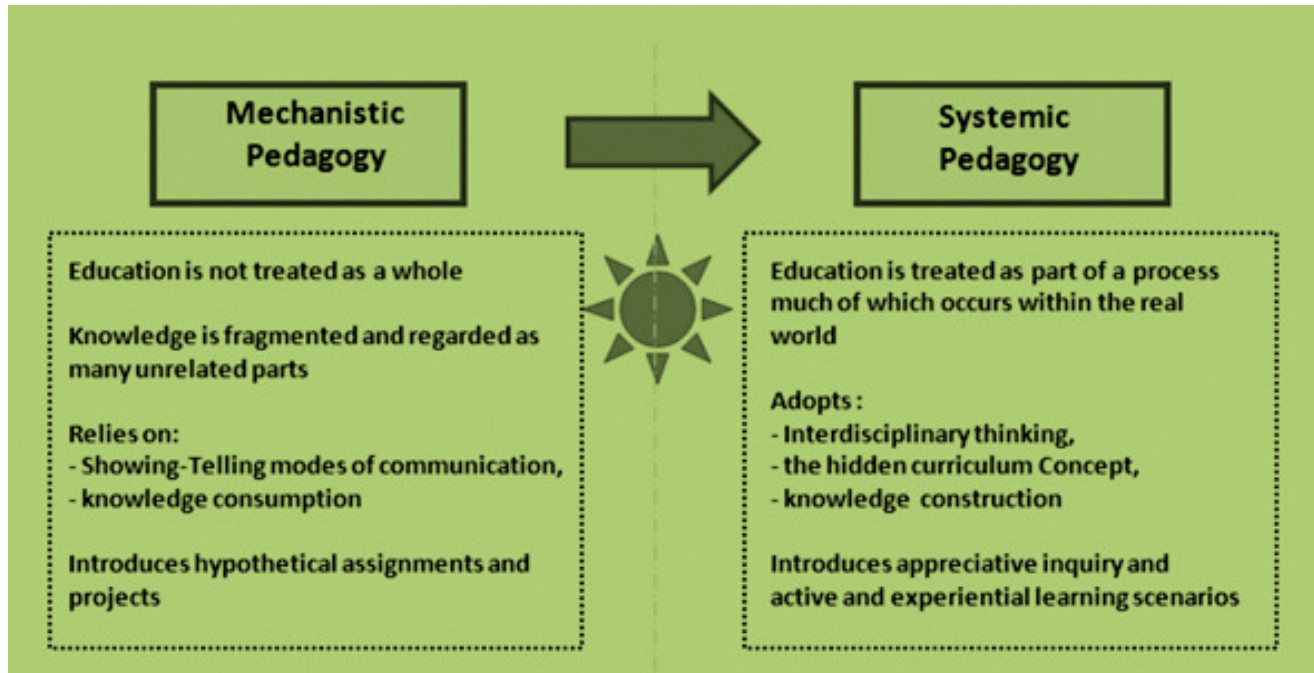 Mechanistic
Pedagogy
Systemic
Pedagogy
Education is not treated as a whole
Knowledge is fragmented and regarded as
many unrelated parts
Relies on:
- Showing-Telling modes of communication,
- knowledge consumption
Introduces hypothetical assignments and
projects
Education is treated as part of a process
much of which occurs within the real
world
Adopts :
- Interdisciplinary thinking,
- the hidden curriculum Concept,
- knowledge construction
Introduces appreciative inquiry and
active and experiential learning scenarios